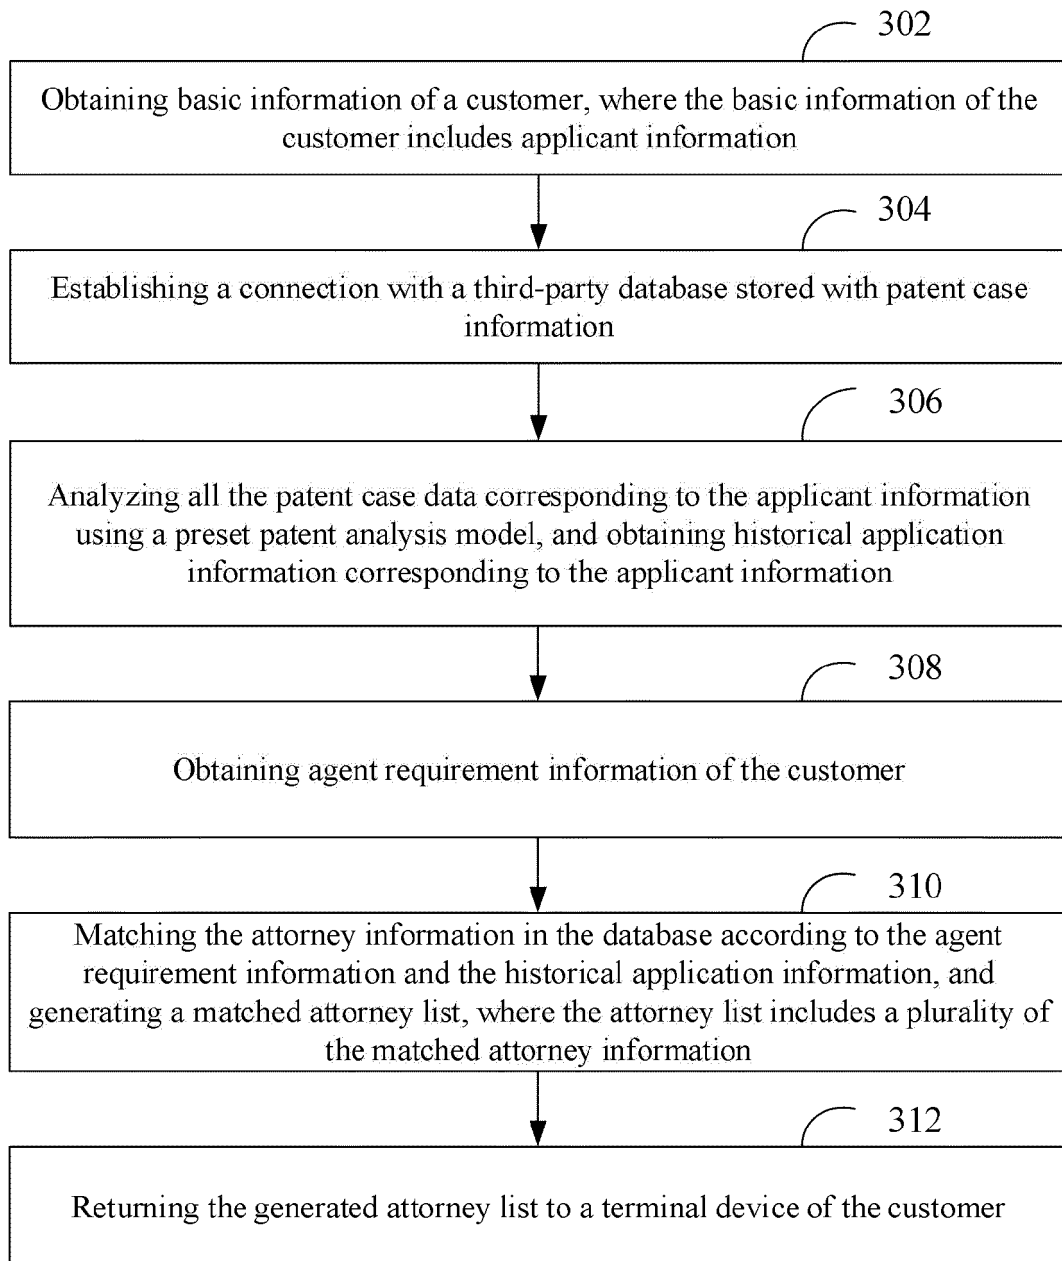 302
Obtaining basic information of a customer, where the basic information of the
customer includes applicant information
304
Establishing a connection with a third-party database stored with patent case
information
306
Analyzing all the patent case data corresponding to the applicant information
using a preset patent analysis model, and obtaining historical application
information corresponding to the applicant information
308
Obtaining agent requirement information of the customer
310
Matching the attorney information in the database according to the agent
requirement information and the historical application information, and
generating a matched attorney list, where the attorney list includes a plurality of
the matched attorney information
312
Returning the generated attorney list to a terminal device of the customer